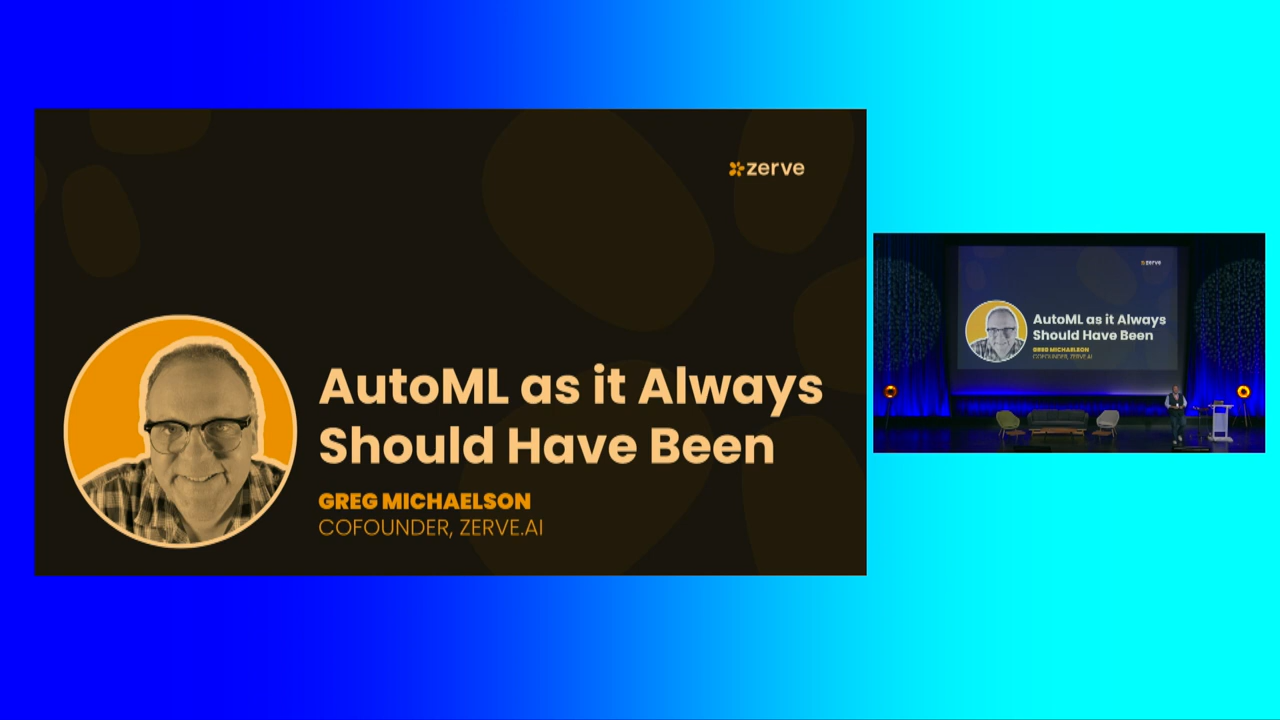 zerve
AutoML as it Always
Should Have Been
GREG MICHAELSON
COFOUNDER, ZERVE.AI
zerve
AutoML as it Always
Should Have Been
GREG MICHAELSON
COFOUNDER, ZERVE.AI